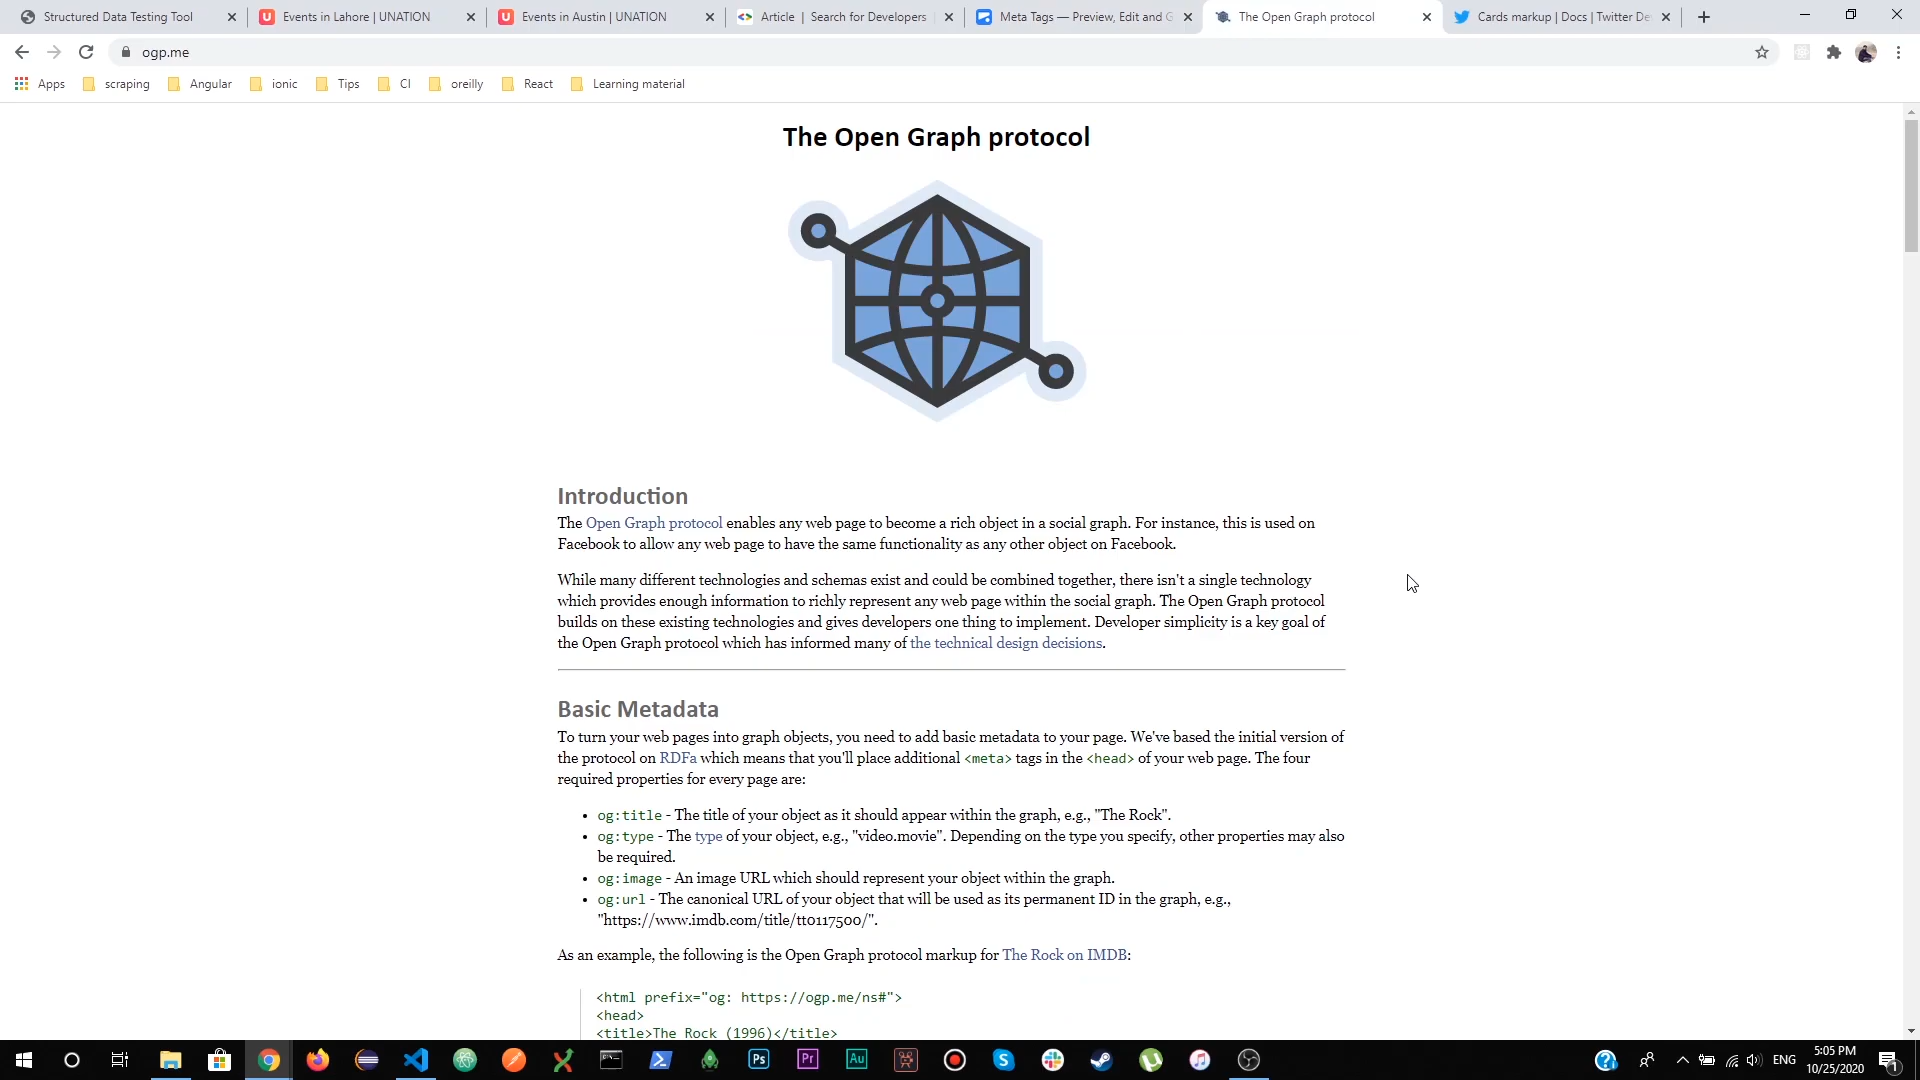 Structured Data Testing Tool
Events in Lahore | UNATION
Events in Austin | UNATION
Article | Search for Developers
Meta Tags — Preview, Edit and G
The Open Graph protocol
Cards markup | Docs | Twitter De
ogp.me
Apps
scraping
Angular
ionic
Tips
CI
oreilly
React
Learning material
The Open Graph protocol
Introduction
The Open Graph protocol enables any web page to become a rich object in a social graph. For instance, this is used on
Facebook to allow any web page to have the same functionality as any other object on Facebook.
While many different technologies and schemas exist and could be combined together, there isn't a single technology
which provides enough information to richly represent any web page within the social graph. The Open Graph protocol
builds on these existing technologies and gives developers one thing to implement. Developer simplicity is a key goal of
the Open Graph protocol which has informed many of the technical design decisions.
Basic Metadata
To turn your web pages into graph objects, you need to add basic metadata to your page. We've based the initial version of
the protocol on RDFa which means that you'll place additional <meta> tags in the <head> of your web page. The four
required properties for every page are:
• og:title - The title of your object as it should appear within the graph, e.g., "The Rock".
• og:type - The type of your object, e.g., "video.movie". Depending on the type you specify, other properties may also
be required.
• og:image - An image URL which should represent your object within the graph.
• og:url - The canonical URL of your object that will be used as its permanent ID in the graph, e.g.,
"https://www.imdb.com/title/tt0117500/".
As an example, the following is the Open Graph protocol markup for The Rock on IMDB:
<html prefix="og: https://ogp.me/ns#">
<head>
<title>The Rock (1996)</title>
Ps
Pr
Au
ENG
5:05 PM
10/25/2020
1